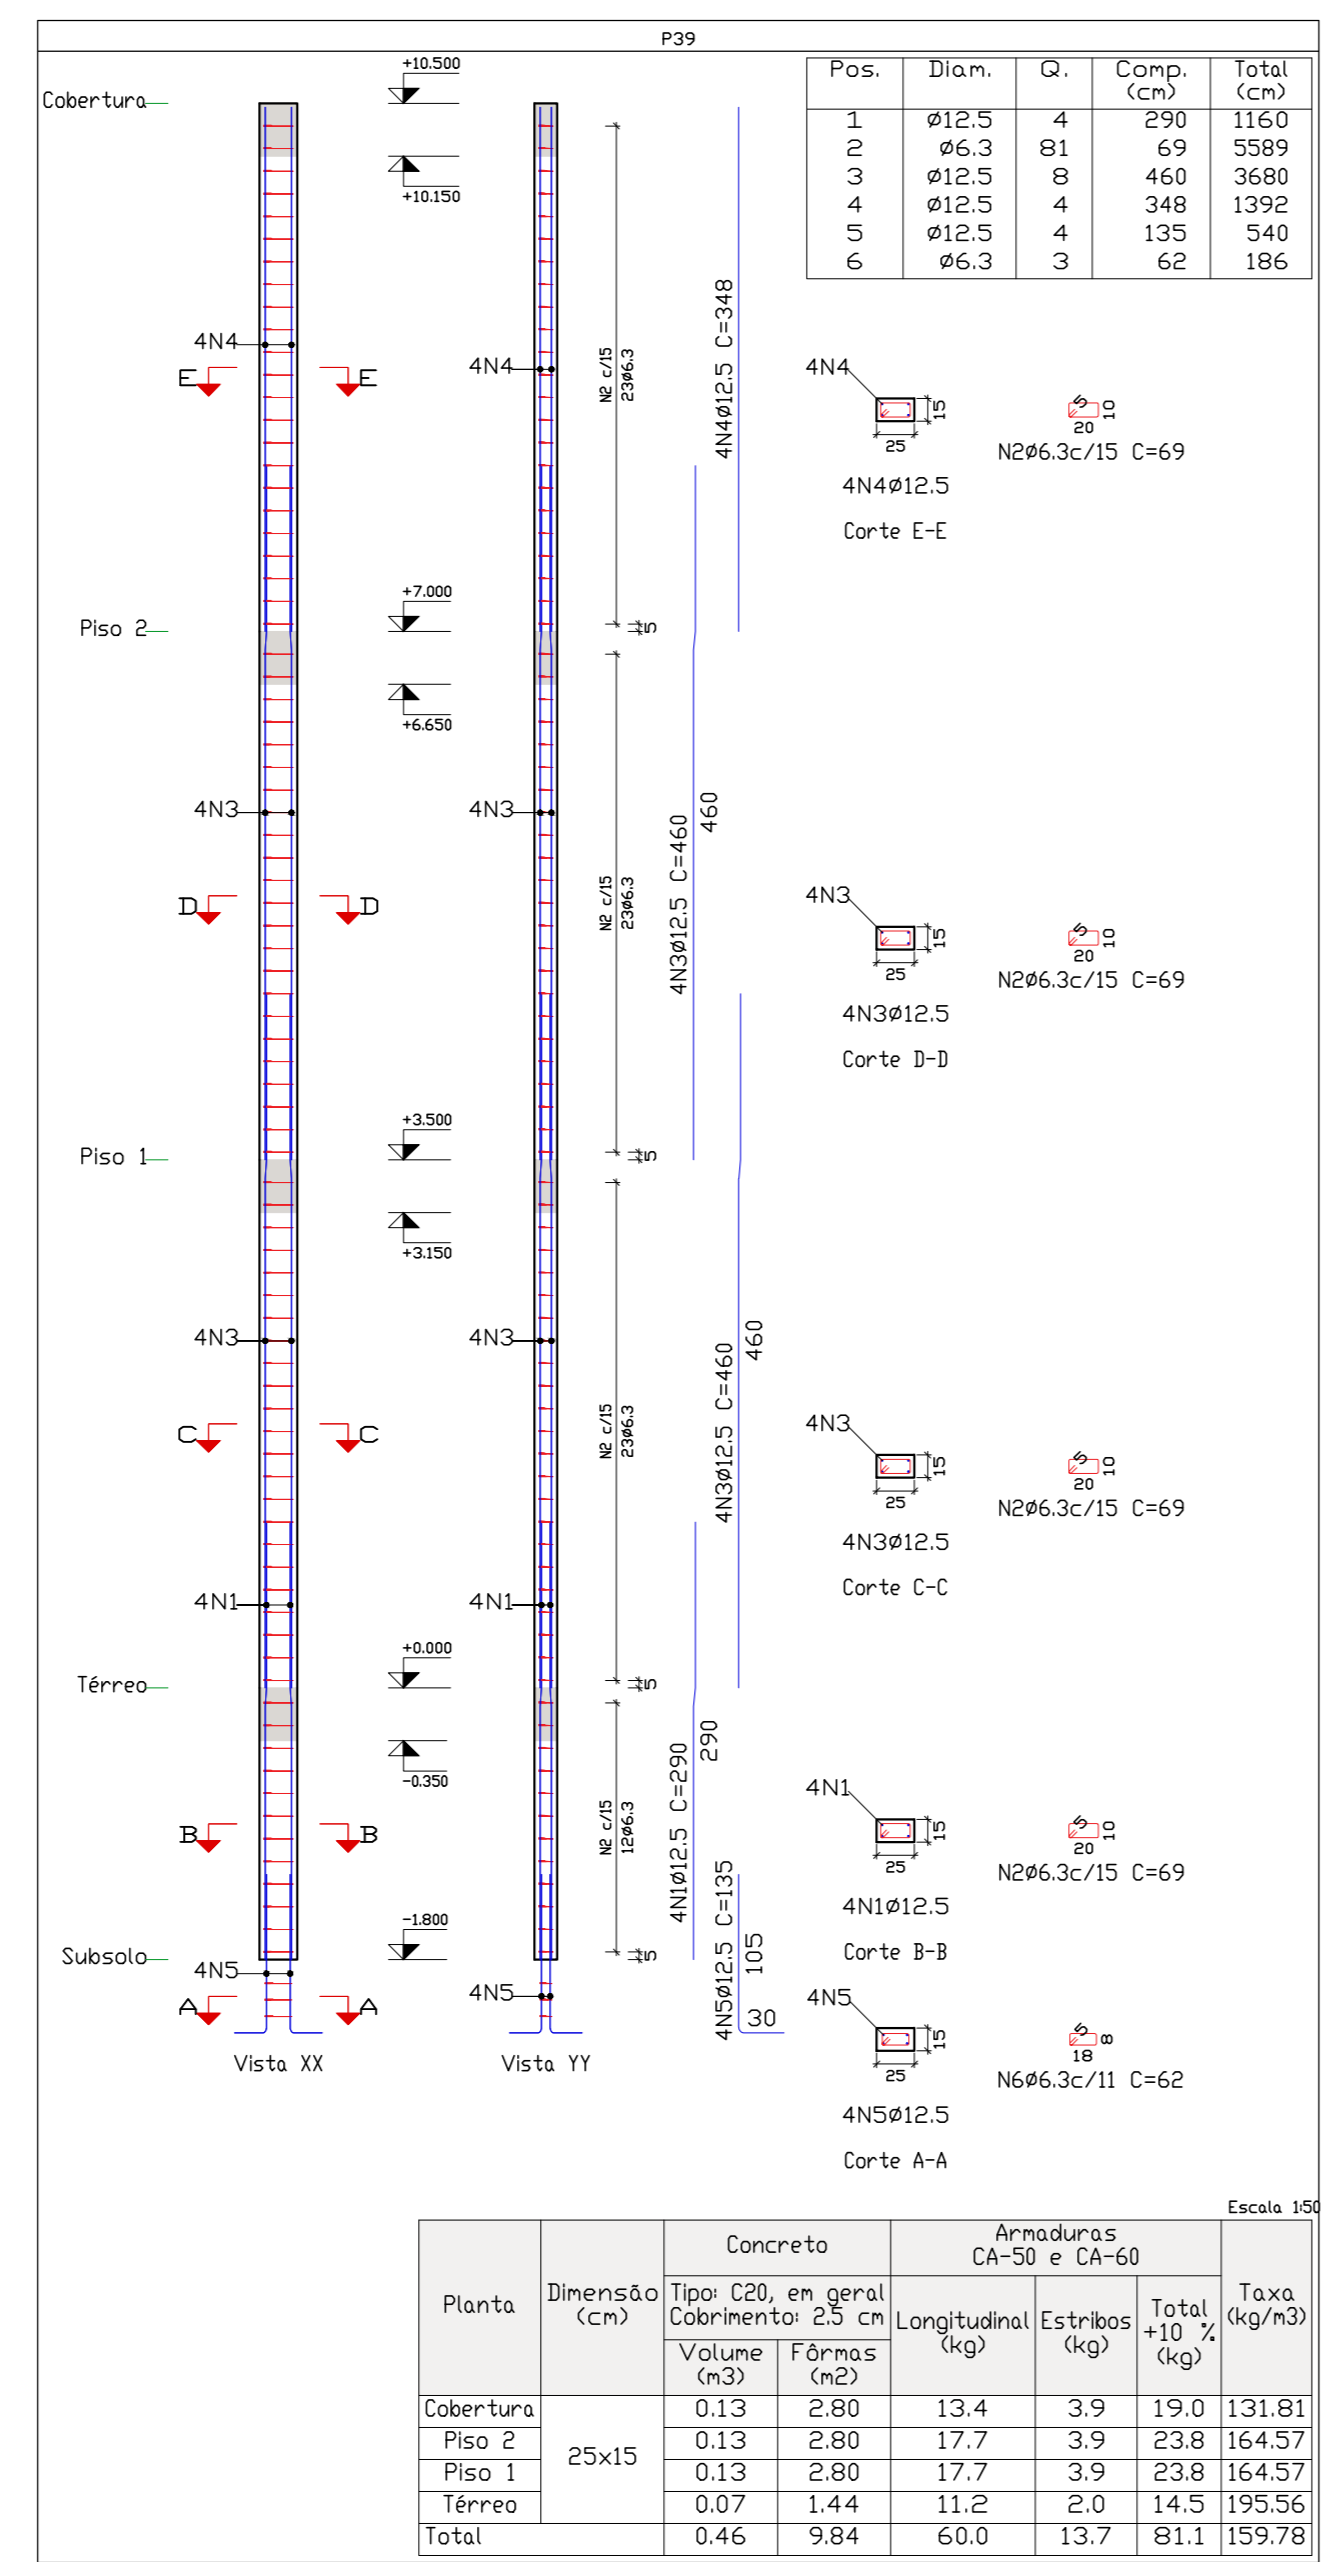 P39
Pos. Diam. Q. Comp. (cm) Total (cm)
1 Ø12.5 4 290 1160
2 Ø6.3 81 69 5589
3 Ø12.5 8 460 3680
4 Ø12.5 4 348 1392
5 Ø12.5 4 135 540
6 Ø6.3 3 62 186
Cobertura
+10.500
+10.150
4N4
E E
4N4
N2 c/15
23Ø6.3
4N4Ø12.5 C=348
4N4
15
25
4N4Ø12.5
Corte E-E
5
10
20
N2Ø6.3c/15 C=69
Piso 2
+7.000
+6.650
5
4N3
D D
4N3
N2 c/15
23Ø6.3
4N3Ø12.5 C=460
460
4N3
15
25
4N3Ø12.5
Corte D-D
5
10
20
N2Ø6.3c/15 C=69
Piso 1
+3.500
+3.150
5
4N3
C C
4N3
N2 c/15
23Ø6.3
4N3Ø12.5 C=460
460
4N3
15
25
4N3Ø12.5
Corte C-C
5
10
20
N2Ø6.3c/15 C=69
4N1
4N1
Térreo
+0.000
-0.350
5
B B
N2 c/15
12Ø6.3
4N1Ø12.5 C=290
290
4N1
15
25
4N1Ø12.5
Corte B-B
5
10
20
N2Ø6.3c/15 C=69
Subsolo
-1.800
5
4N5
A A
4N5
4N5Ø12.5 C=135
105
30
4N5
15
25
4N5Ø12.5
Corte A-A
5
8
18
N6Ø6.3c/11 C=62
Vista XX
Vista YY
Escala 1:50
Planta
Dimensão
(cm)
Concreto
Tipo: C20, em geral
Cobrimento: 2.5 cm
Volume
(m3)
Fôrmas
(m2)
Armaduras
CA-50 e CA-60
Longitudinal
(kg)
Estribos
(kg)
Total
+10 %
(kg)
Taxa
(kg/m3)
Cobertura 0.13 2.80 13.4 3.9 19.0 131.81
Piso 2 0.13 2.80 17.7 3.9 23.8 164.57
25x15
Piso 1 0.13 2.80 17.7 3.9 23.8 164.57
Térreo 0.07 1.44 11.2 2.0 14.5 195.56
Total 0.46 9.84 60.0 13.7 81.1 159.78